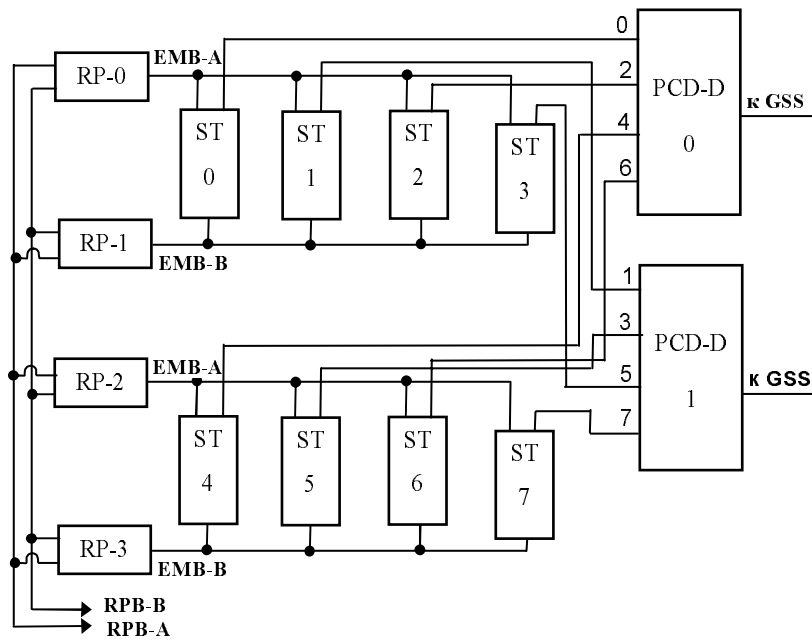 EMB-A
RP-0
ST
0
ST
1
ST
2
ST
3
0
2
4
6
PCD-D
0
к GSS
RP-1
EMB-B
1
3
5
7
PCD-D
1
к GSS
EMB-A
RP-2
ST
4
ST
5
ST
6
ST
7
RP-3
EMB-B
RPB-B
RPB-A